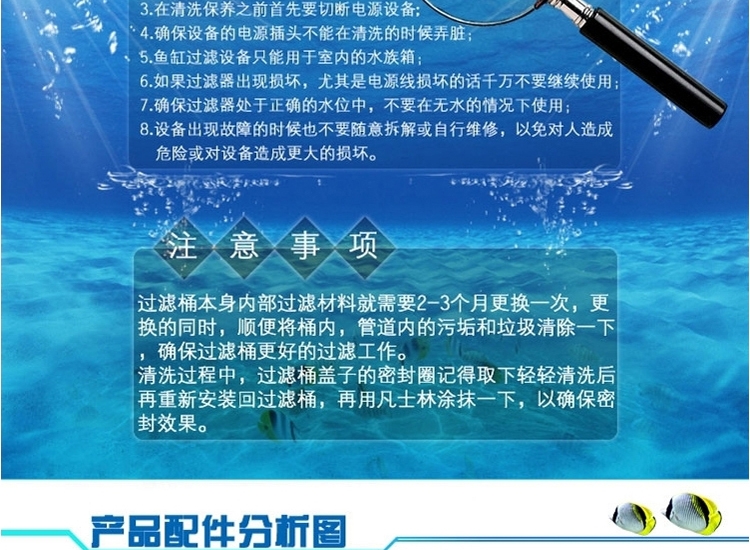 3.在清洗保养之前首先要切断电源设备;
4.确保设备的电源插头不能在清洗的时候弄脏;
5.鱼缸过滤设备只能用于室内的水族箱;
6.如果过滤器出现损坏，尤其是电源线损坏的话千万不要继续使用;
7.确保过滤器处于正确的水位中，不要在无水的情况下使用;
8.设备出现故障的时候也不要随意拆解或自行维修，以免对人造成
危险或对设备造成更大的损坏。
注意事项
过滤桶本身内部过滤材料就需要2-3个月更换一次，更
换的同时，顺便将桶内，管道内的污垢和垃圾清除一下
，确保过滤桶更好的过滤工作。
清洗过程中，过滤桶盖子的密封圈记得取下轻轻清洗后
再重新安装回过滤桶，再用凡士林涂抹一下，以确保密
封效果。
产品配件分析图